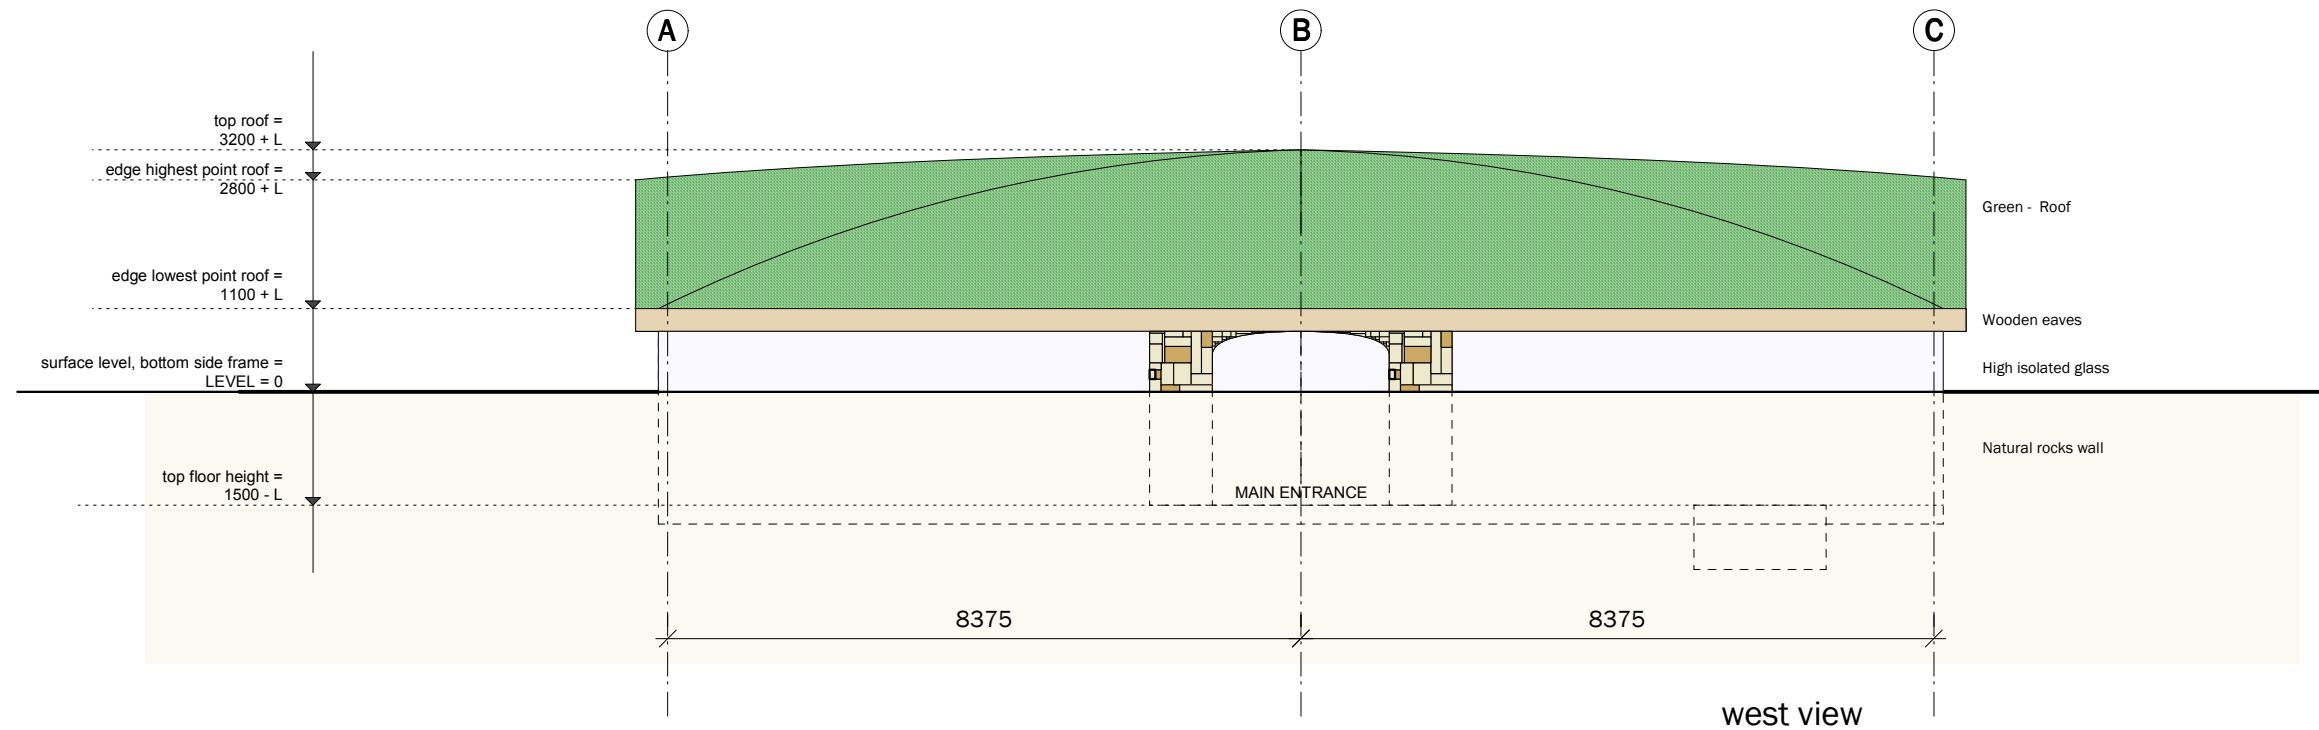 A
B
C
top roof =
3200 + L
edge highest point roof =
2800 + L
Green - Roof
edge lowest point roof =
1100 + L
Wooden eaves
surface level, bottom side frame =
LEVEL = 0
High isolated glass
Natural rocks wall
top floor height =
1500 - L
MAIN ENTRANCE
8375
8375
west view